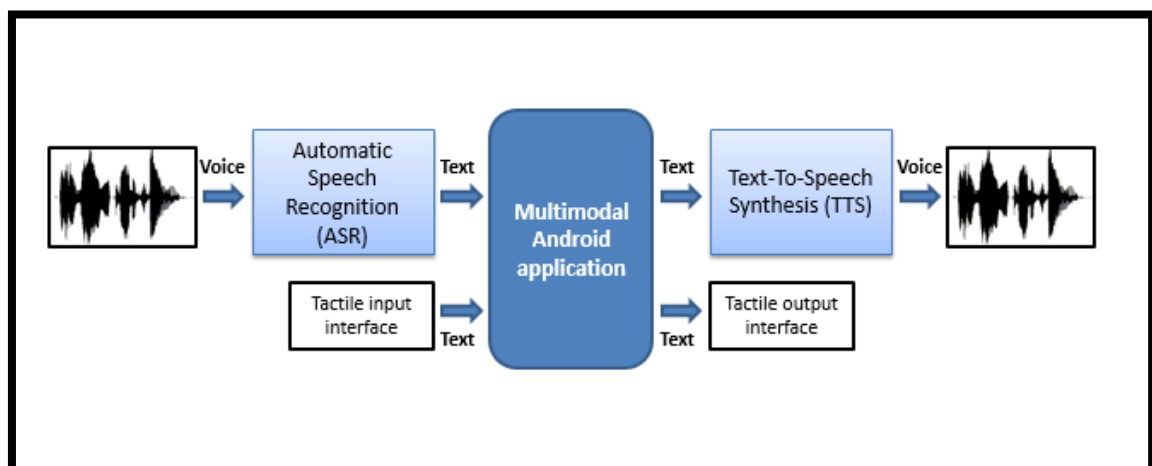 Voice
Automatic
Speech
Recognition
(ASR)
Text
Multimodal
Android
application
Text
Text-To-Speech
Synthesis (TTS)
Voice
Tactile input
interface
Text
Text
Tactile output
interface